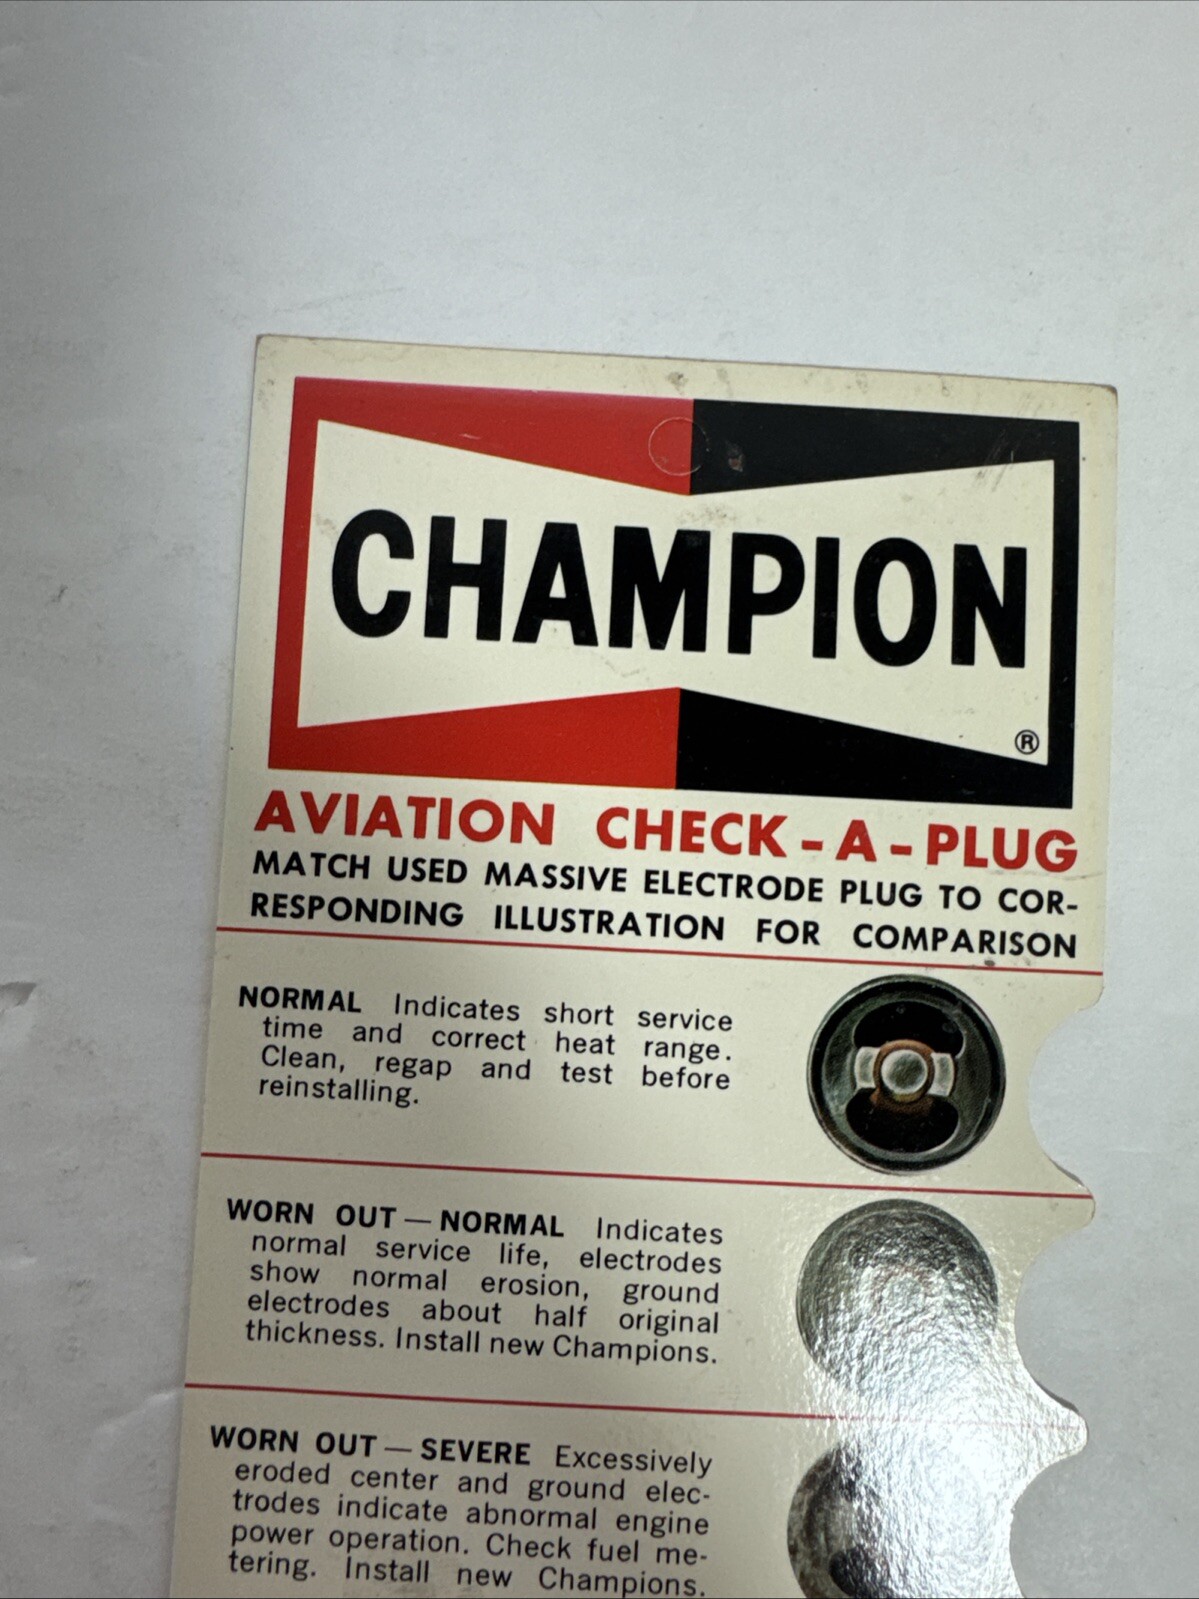 CHAMPION
®
AVIATION CHECK-A-PLUG
MATCH USED MASSIVE ELECTRODE PLUG TO COR-
RESPONDING ILLUSTRATION FOR COMPARISON
NORMAL Indicates short service
time and correct heat range.
Clean, regap and test before
reinstalling.
WORN OUT — NORMAL Indicates
normal service life, electrodes
show normal erosion, ground
electrodes about half original
thickness. Install new Champions.
WORN OUT — SEVERE Excessively
eroded center and ground elec-
trodes indicate abnormal engine
power operation. Check fuel me-
tering. Install new Champions.